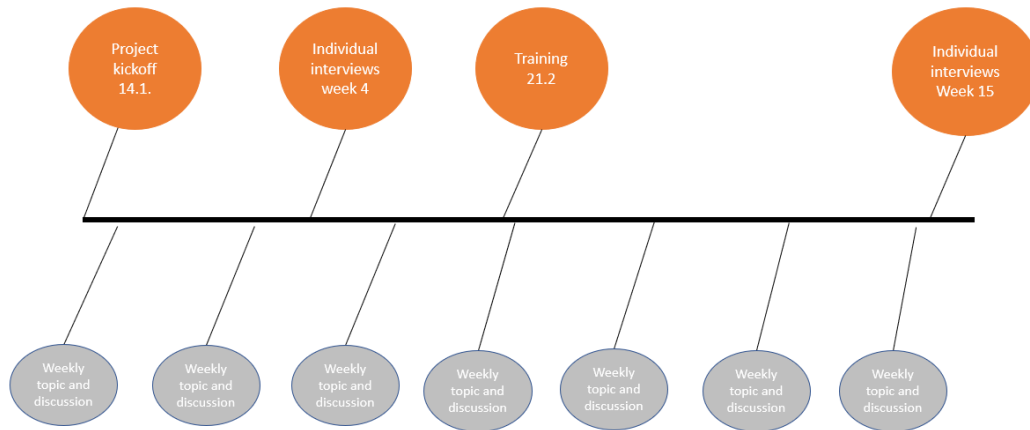 Project
kickoff
14.1.
Individual
interviews
week 4
Training
21.2
Individual
interviews
Week 15
Weekly
topic and
discussion
Weekly
topic and
discussion
Weekly
topic and
discussion
Weekly
topic and
discussion
Weekly
topic and
discussion
Weekly
topic and
discussion
Weekly
topic and
discussion